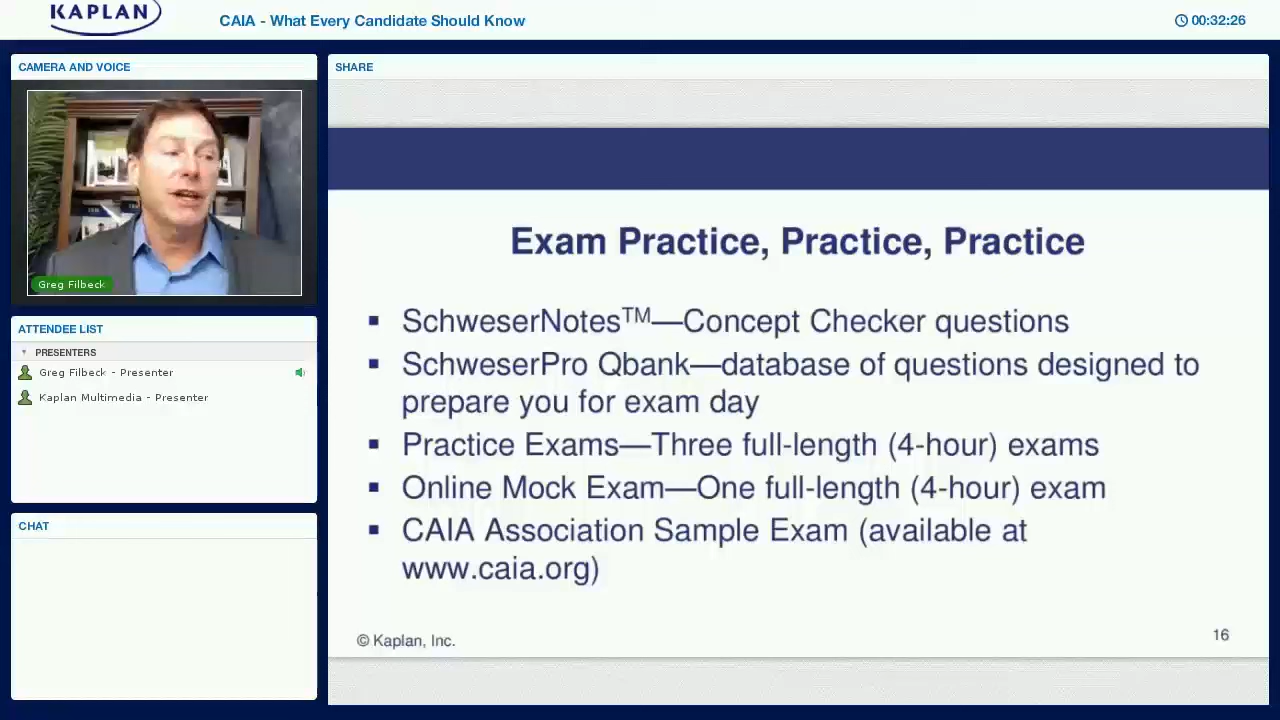 KAPLAN
CAIA - What Every Candidate Should Know
00:32:26
CAMERA AND VOICE
Greg Filbeck
ATTENDEE LIST
PRESENTERS
Greg Filbeck - Presenter
Kaplan Multimedia - Presenter
CHAT
SHARE
Exam Practice, Practice, Practice
▪ SchweserNotes™—Concept Checker questions
▪ SchweserPro Qbank—database of questions designed to
prepare you for exam day
▪ Practice Exams—Three full-length (4-hour) exams
▪ Online Mock Exam—One full-length (4-hour) exam
▪ CAIA Association Sample Exam (available at
www.caia.org)
© Kaplan, Inc.
16